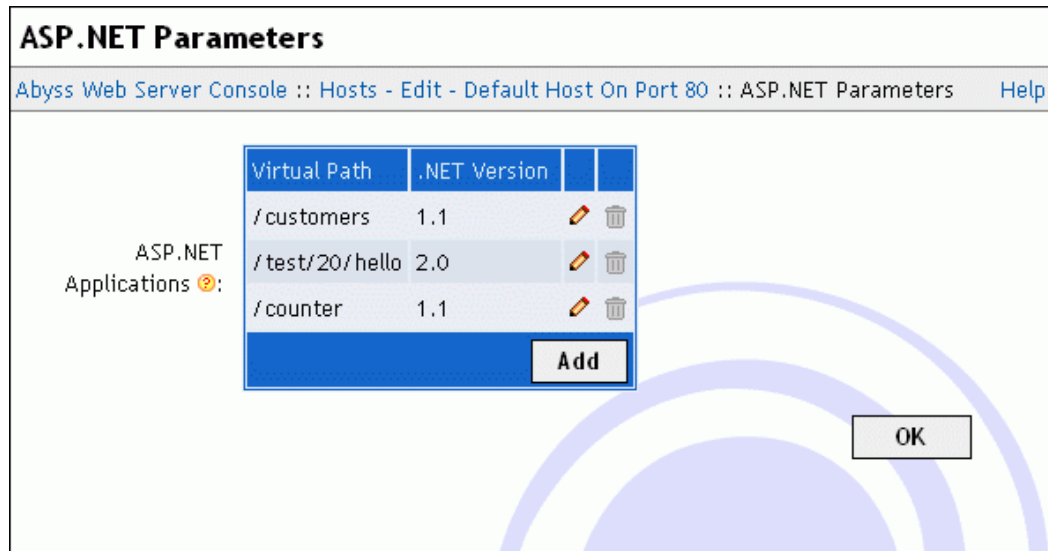 ASP.NET Parameters
Abyss Web Server Console :: Hosts - Edit - Default Host On Port 80 :: ASP.NET Parameters Help
Virtual Path .NET Version
/customers 1.1
ASP.NET
Applications ?:
/test/20/hello 2.0
/counter 1.1
Add
OK